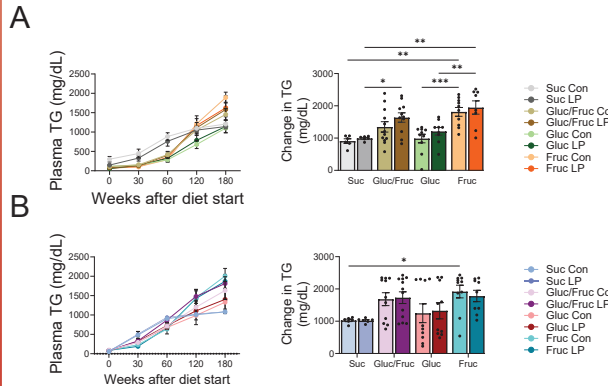 A
Plasma TG (mg/dL)
2500
2000
1500
1000
500
0
0 30 60 120 180
Weeks after diet start
Change in TG
(mg/dL)
3000
2000
1000
0
**
**
*
***
**
Suc Gluc/Fruc Gluc Fruc
Suc Con
Suc LP
Gluc/Fruc Co
Gluc/Fruc LP
Gluc Con
Gluc LP
Fruc Con
Fruc LP
B
Plasma TG (mg/dL)
2500
2000
1500
1000
500
0
0 30 60 120 180
Weeks after diet start
Change in TG
(mg/dL)
3000
2000
1000
0
*
Suc Gluc/Fruc Gluc Fruc
Suc Con
Suc LP
Gluc/Fruc Co
Gluc/Fruc LP
Gluc Con
Gluc LP
Fruc Con
Fruc LP